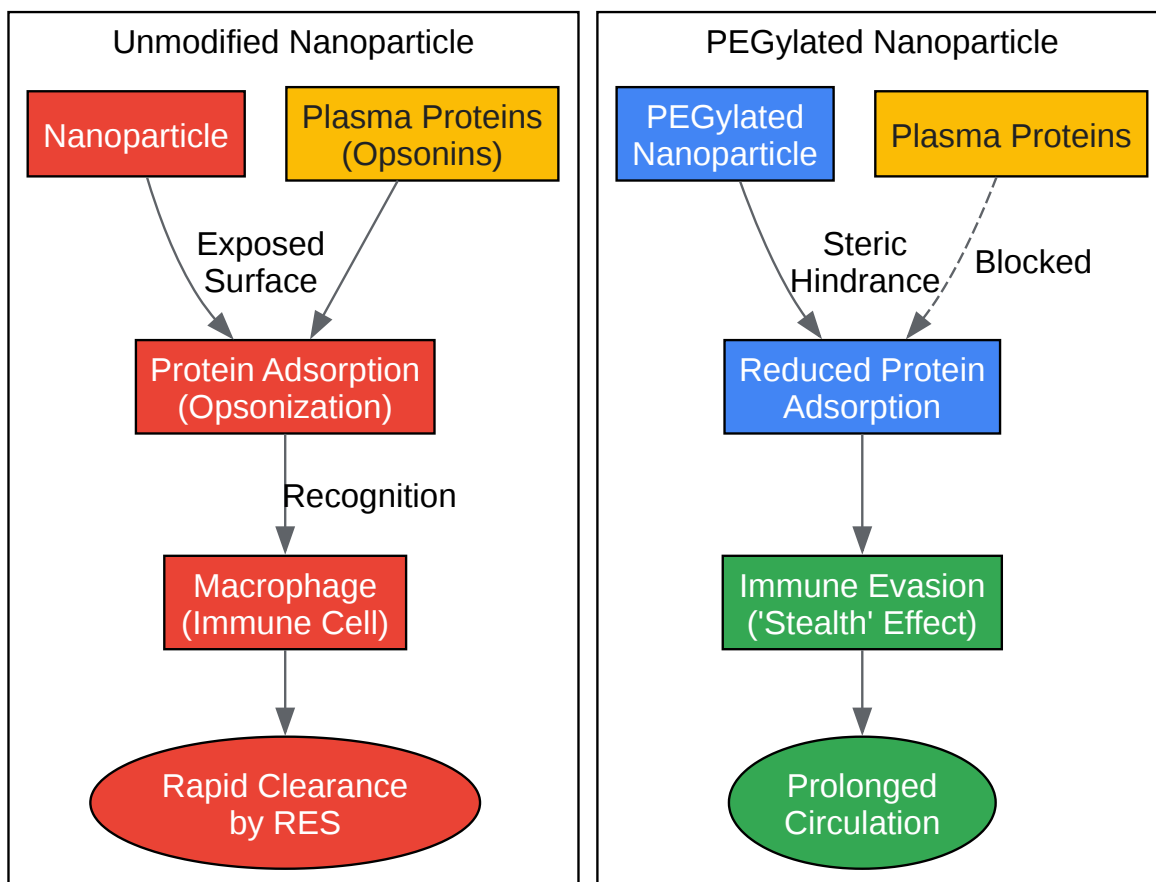 Unmodified Nanoparticle
Nanoparticle
Plasma Proteins
(Opsonins)
Exposed
Surface
Protein Adsorption
(Opsonization)
Recognition
Macrophage
(Immune Cell)
Rapid Clearance
by RES
PEGylated Nanoparticle
PEGylated
Nanoparticle
Plasma Proteins
Steric
Hindrance
Blocked
Reduced Protein
Adsorption
Immune Evasion
('Stealth' Effect)
Prolonged
Circulation